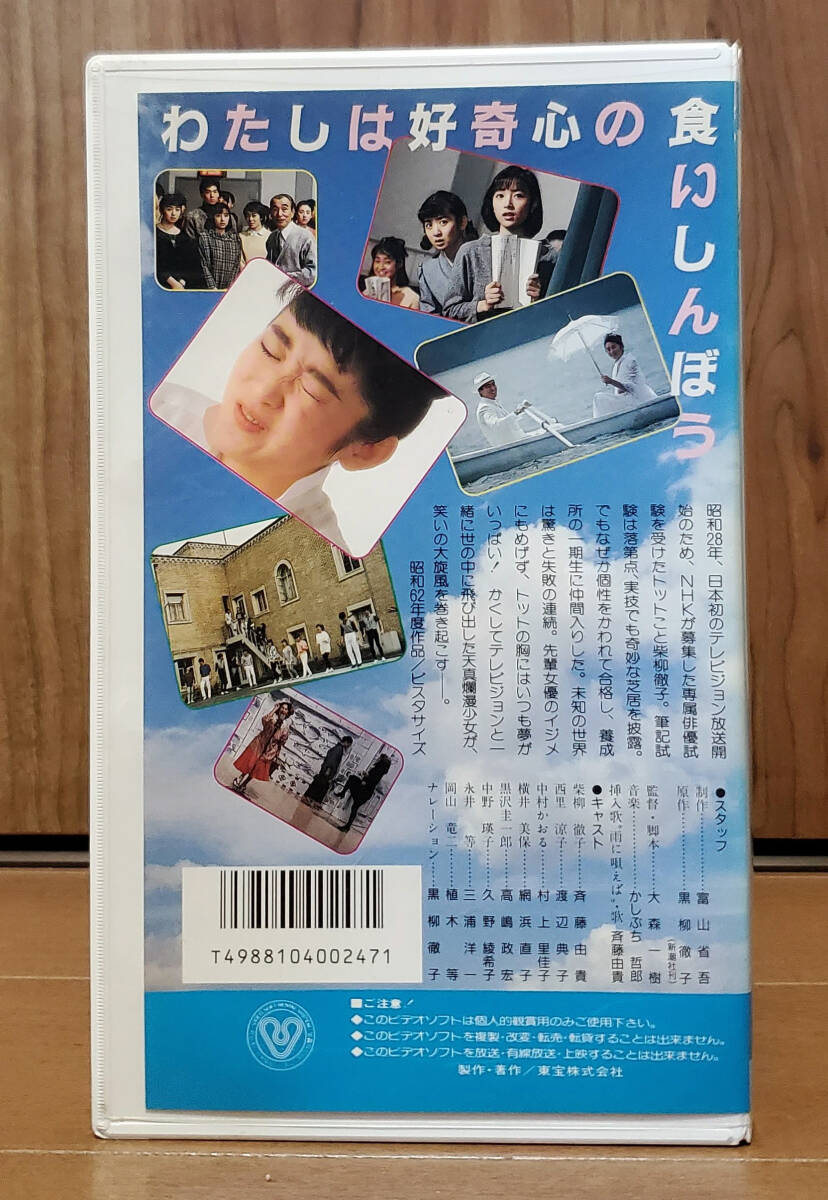 わたしは好奇心の食いしんぼう
昭和28年、日本初のテレビジョン放送開
始のため、NHKが募集した専属俳優試
験を受けたトットこと柴柳徹子。筆記試
験は落第点、実技でも奇妙な芝居を披露。
でもなぜか個性をかわれて合格し、養成
所の一期生に仲間入りした。未知の世界
は驚きと失敗の連続。先輩女優のイジメ
にもめげず、トットの胸にはいつも夢が
いっぱい! かくしてテレビジョンと一
緒に世の中に飛び出した天真爛漫少女が、
笑いの大旋風を巻き起こす──。
昭和62年度作品/ビスタサイズ
●スタッフ
制作…………富山省吾
原作…………黒柳徹子
(新潮社刊)
監督・脚本……大森一樹
音楽…………かしぶち哲郎
挿入歌“雨に唄えば”・歌 斉藤由貴
●キャスト
柴柳 徹子……斉藤由貴
西里 涼子……渡辺典子
中村かおる……村上里佳子
横井 美保……網浜直子
黒沢圭一郎……高嶋政宏
中野 瑛子……久野綾希子
永井 等……三浦洋一
岡山 竜二……植木 等
ナレーション……黒柳徹子
T4988104002471
■ご注意!
◆このビデオソフトは個人的観賞用のみご使用下さい。
◆このビデオソフトを複製・改変・転売・転貸することは出来ません。
◆このビデオソフトを放送・有線放送・上映することは出来ません。
製作・著作/東宝株式会社